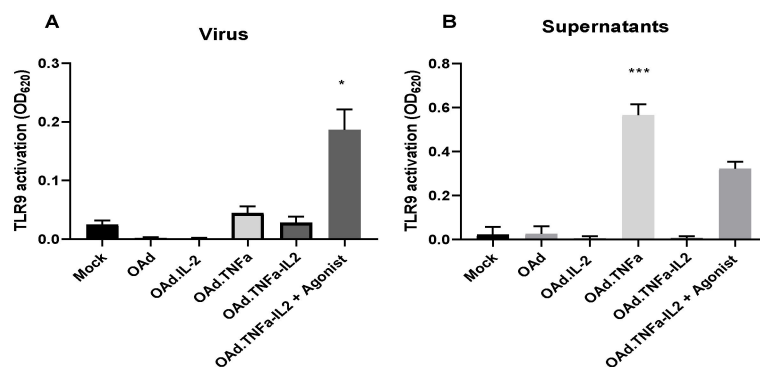 A
Virus
TLR9 activation (OD620)
0.3
0.2
0.1
0.0
*
Mock
OAd
OAd.IL-2
OAd.TNFa
OAd.TNFa-IL2
OAd.TNFa-IL2 + Agonist
B
Supernatants
TLR9 activation (OD620)
0.8
0.6
0.4
0.2
0.0
***
Mock
OAd
OAd.IL-2
OAd.TNFa
OAd.TNFa-IL2
OAd.TNFa-IL2 + Agonist